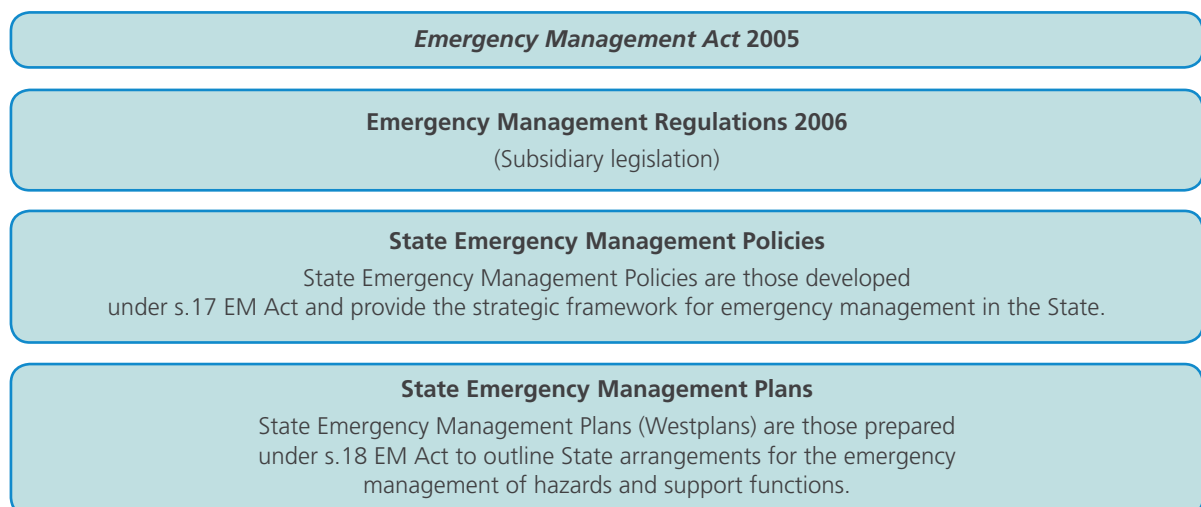 Emergency Management Act 2005
Emergency Management Regulations 2006
(Subsidiary legislation)
State Emergency Management Policies
State Emergency Management Policies are those developed
under s.17 EM Act and provide the strategic framework for emergency management in the State.
State Emergency Management Plans
State Emergency Management Plans (Westplans) are those prepared
under s.18 EM Act to outline State arrangements for the emergency
management of hazards and support functions.